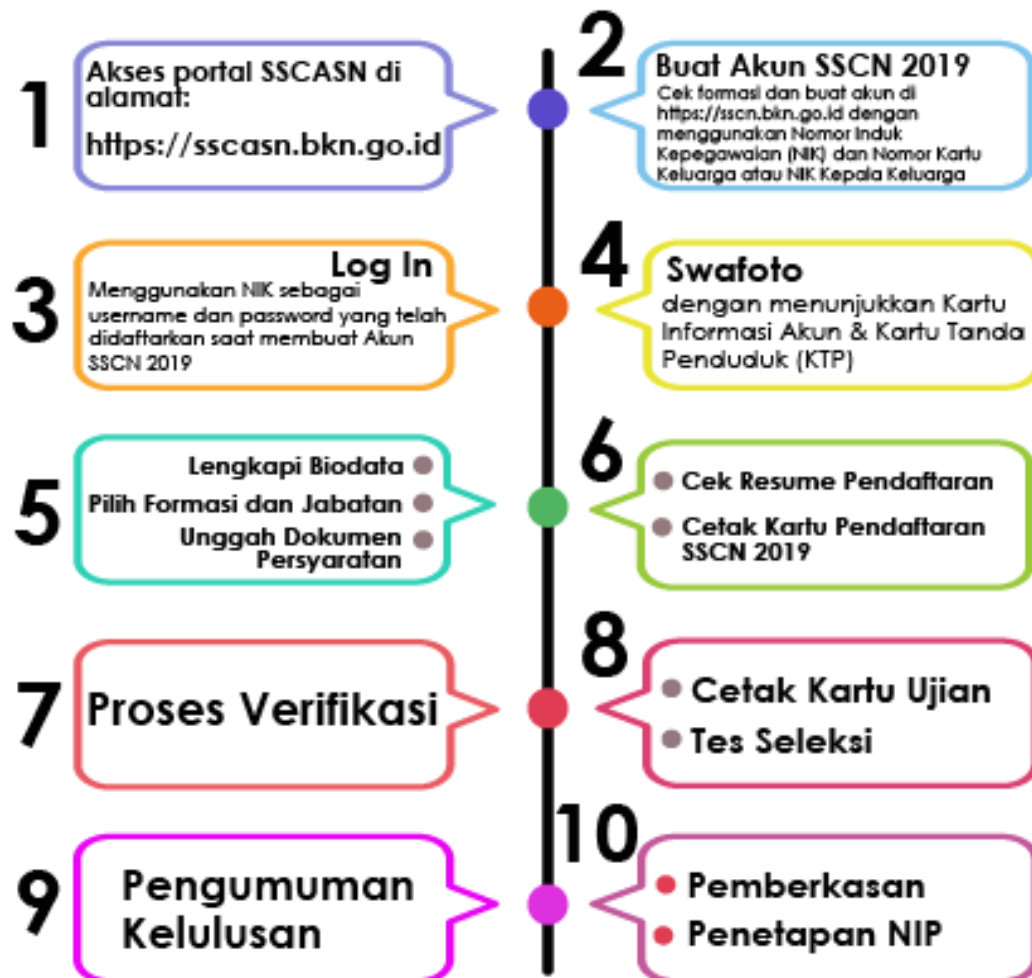 1
Akses portal SSCASN di
alamat:
https://sscasn.bkn.go.id
2
Buat Akun SSCN 2019
Cek formasi dan buat akun di
https://sscn.bkn.go.id dengan
menggunakan Nomor Induk
Kepegawaian (NIK) dan Nomor Kartu
Keluarga atau NIK Kepala Keluarga
3
Log In
Menggunakan NIK sebagai
username dan password yang telah
didaftarkan saat membuat Akun
SSCN 2019
4
Swafoto
dengan menunjukkan Kartu
Informasi Akun & Kartu Tanda
Penduduk (KTP)
5
Lengkapi Biodata
Pilih Formasi dan Jabatan
Unggah Dokumen
Persyaratan
6
Cek Resume Pendaftaran
Cetak Kartu Pendaftaran
SSCN 2019
7
Proses Verifikasi
8
Cetak Kartu Ujian
Tes Seleksi
9
Pengumuman
Kelulusan
10
Pemberkasan
Penetapan NIP